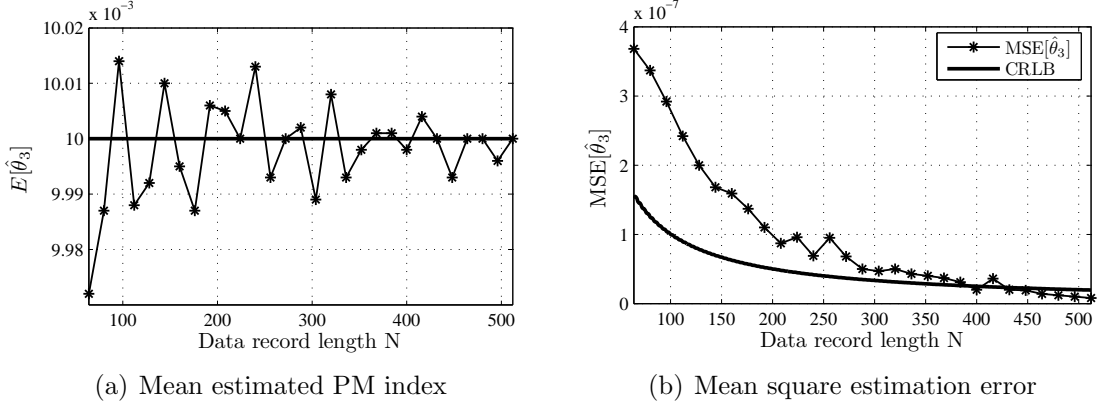 x 10⁻³
10.02
10.01
10
9.99
9.98
E[θ̂₃]
100
200
300
400
500
Data record length N
(a) Mean estimated PM index
x 10⁻⁷
4
3
2
1
0
MSE[θ̂₃]
MSE[θ̂₃]
CRLB
100
150
200
250
300
350
400
450
500
Data record length N
(b) Mean square estimation error